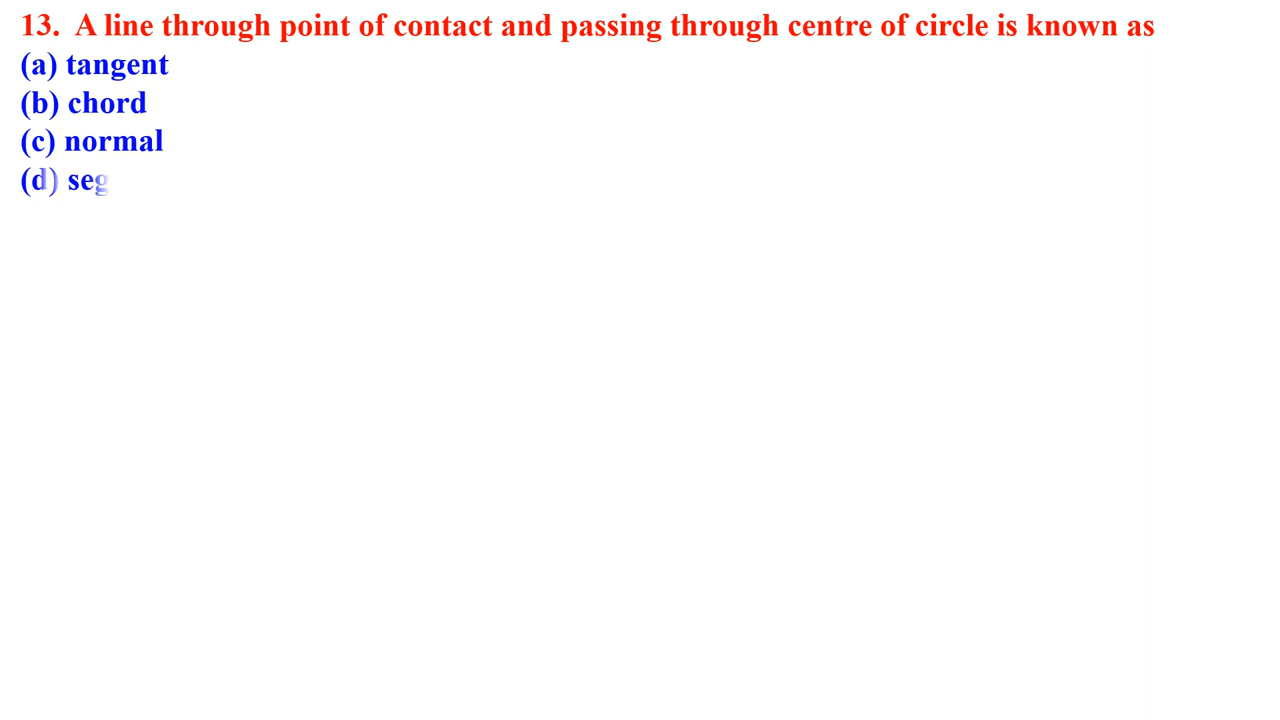 13. A line through point of contact and passing through centre of circle is known as
(a) tangent
(b) chord
(c) normal
(d) seg